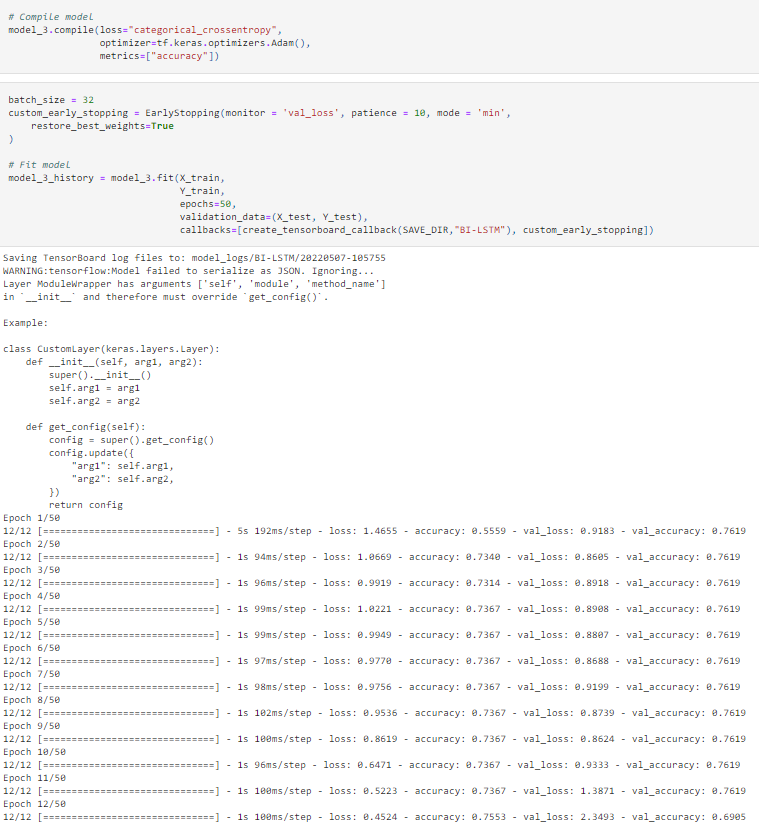 # Compile model
model_3.compile(loss="categorical_crossentropy",
                optimizer=tf.keras.optimizers.Adam(),
                metrics=["accuracy"])
batch_size = 32
custom_early_stopping = EarlyStopping(monitor = 'val_loss', patience = 10, mode = 'min',
    restore_best_weights=True
)
# Fit model
model_3_history = model_3.fit(X_train,
                              Y_train,
                              epochs=50,
                              validation_data=(X_test, Y_test),
                              callbacks=[create_tensorboard_callback(SAVE_DIR,"BI-LSTM"), custom_early_stopping])
Saving TensorBoard log files to: model_logs/BI-LSTM/20220507-105755
WARNING:tensorflow:Model failed to serialize as JSON. Ignoring...
Layer ModuleWrapper has arguments ['self', 'module', 'method_name']
in `__init__` and therefore must override `get_config()`.
Example:
class CustomLayer(keras.layers.Layer):
    def __init__(self, arg1, arg2):
        super().__init__()
        self.arg1 = arg1
        self.arg2 = arg2
    def get_config(self):
        config = super().get_config()
        config.update({
            "arg1": self.arg1,
            "arg2": self.arg2,
        })
        return config
Epoch 1/50
12/12 [==============================] - 5s 192ms/step - loss: 1.4655 - accuracy: 0.5559 - val_loss: 0.9183 - val_accuracy: 0.7619
Epoch 2/50
12/12 [==============================] - 1s 94ms/step - loss: 1.0669 - accuracy: 0.7340 - val_loss: 0.8605 - val_accuracy: 0.7619
Epoch 3/50
12/12 [==============================] - 1s 96ms/step - loss: 0.9919 - accuracy: 0.7314 - val_loss: 0.8918 - val_accuracy: 0.7619
Epoch 4/50
12/12 [==============================] - 1s 99ms/step - loss: 1.0221 - accuracy: 0.7367 - val_loss: 0.8908 - val_accuracy: 0.7619
Epoch 5/50
12/12 [==============================] - 1s 99ms/step - loss: 0.9949 - accuracy: 0.7367 - val_loss: 0.8807 - val_accuracy: 0.7619
Epoch 6/50
12/12 [==============================] - 1s 97ms/step - loss: 0.9770 - accuracy: 0.7367 - val_loss: 0.8688 - val_accuracy: 0.7619
Epoch 7/50
12/12 [==============================] - 1s 98ms/step - loss: 0.9756 - accuracy: 0.7367 - val_loss: 0.9199 - val_accuracy: 0.7619
Epoch 8/50
12/12 [==============================] - 1s 102ms/step - loss: 0.9536 - accuracy: 0.7367 - val_loss: 0.8739 - val_accuracy: 0.7619
Epoch 9/50
12/12 [==============================] - 1s 100ms/step - loss: 0.8619 - accuracy: 0.7367 - val_loss: 0.8624 - val_accuracy: 0.7619
Epoch 10/50
12/12 [==============================] - 1s 96ms/step - loss: 0.6471 - accuracy: 0.7367 - val_loss: 0.9333 - val_accuracy: 0.7619
Epoch 11/50
12/12 [==============================] - 1s 100ms/step - loss: 0.5223 - accuracy: 0.7367 - val_loss: 1.3871 - val_accuracy: 0.7619
Epoch 12/50
12/12 [==============================] - 1s 100ms/step - loss: 0.4524 - accuracy: 0.7553 - val_loss: 2.3493 - val_accuracy: 0.6905